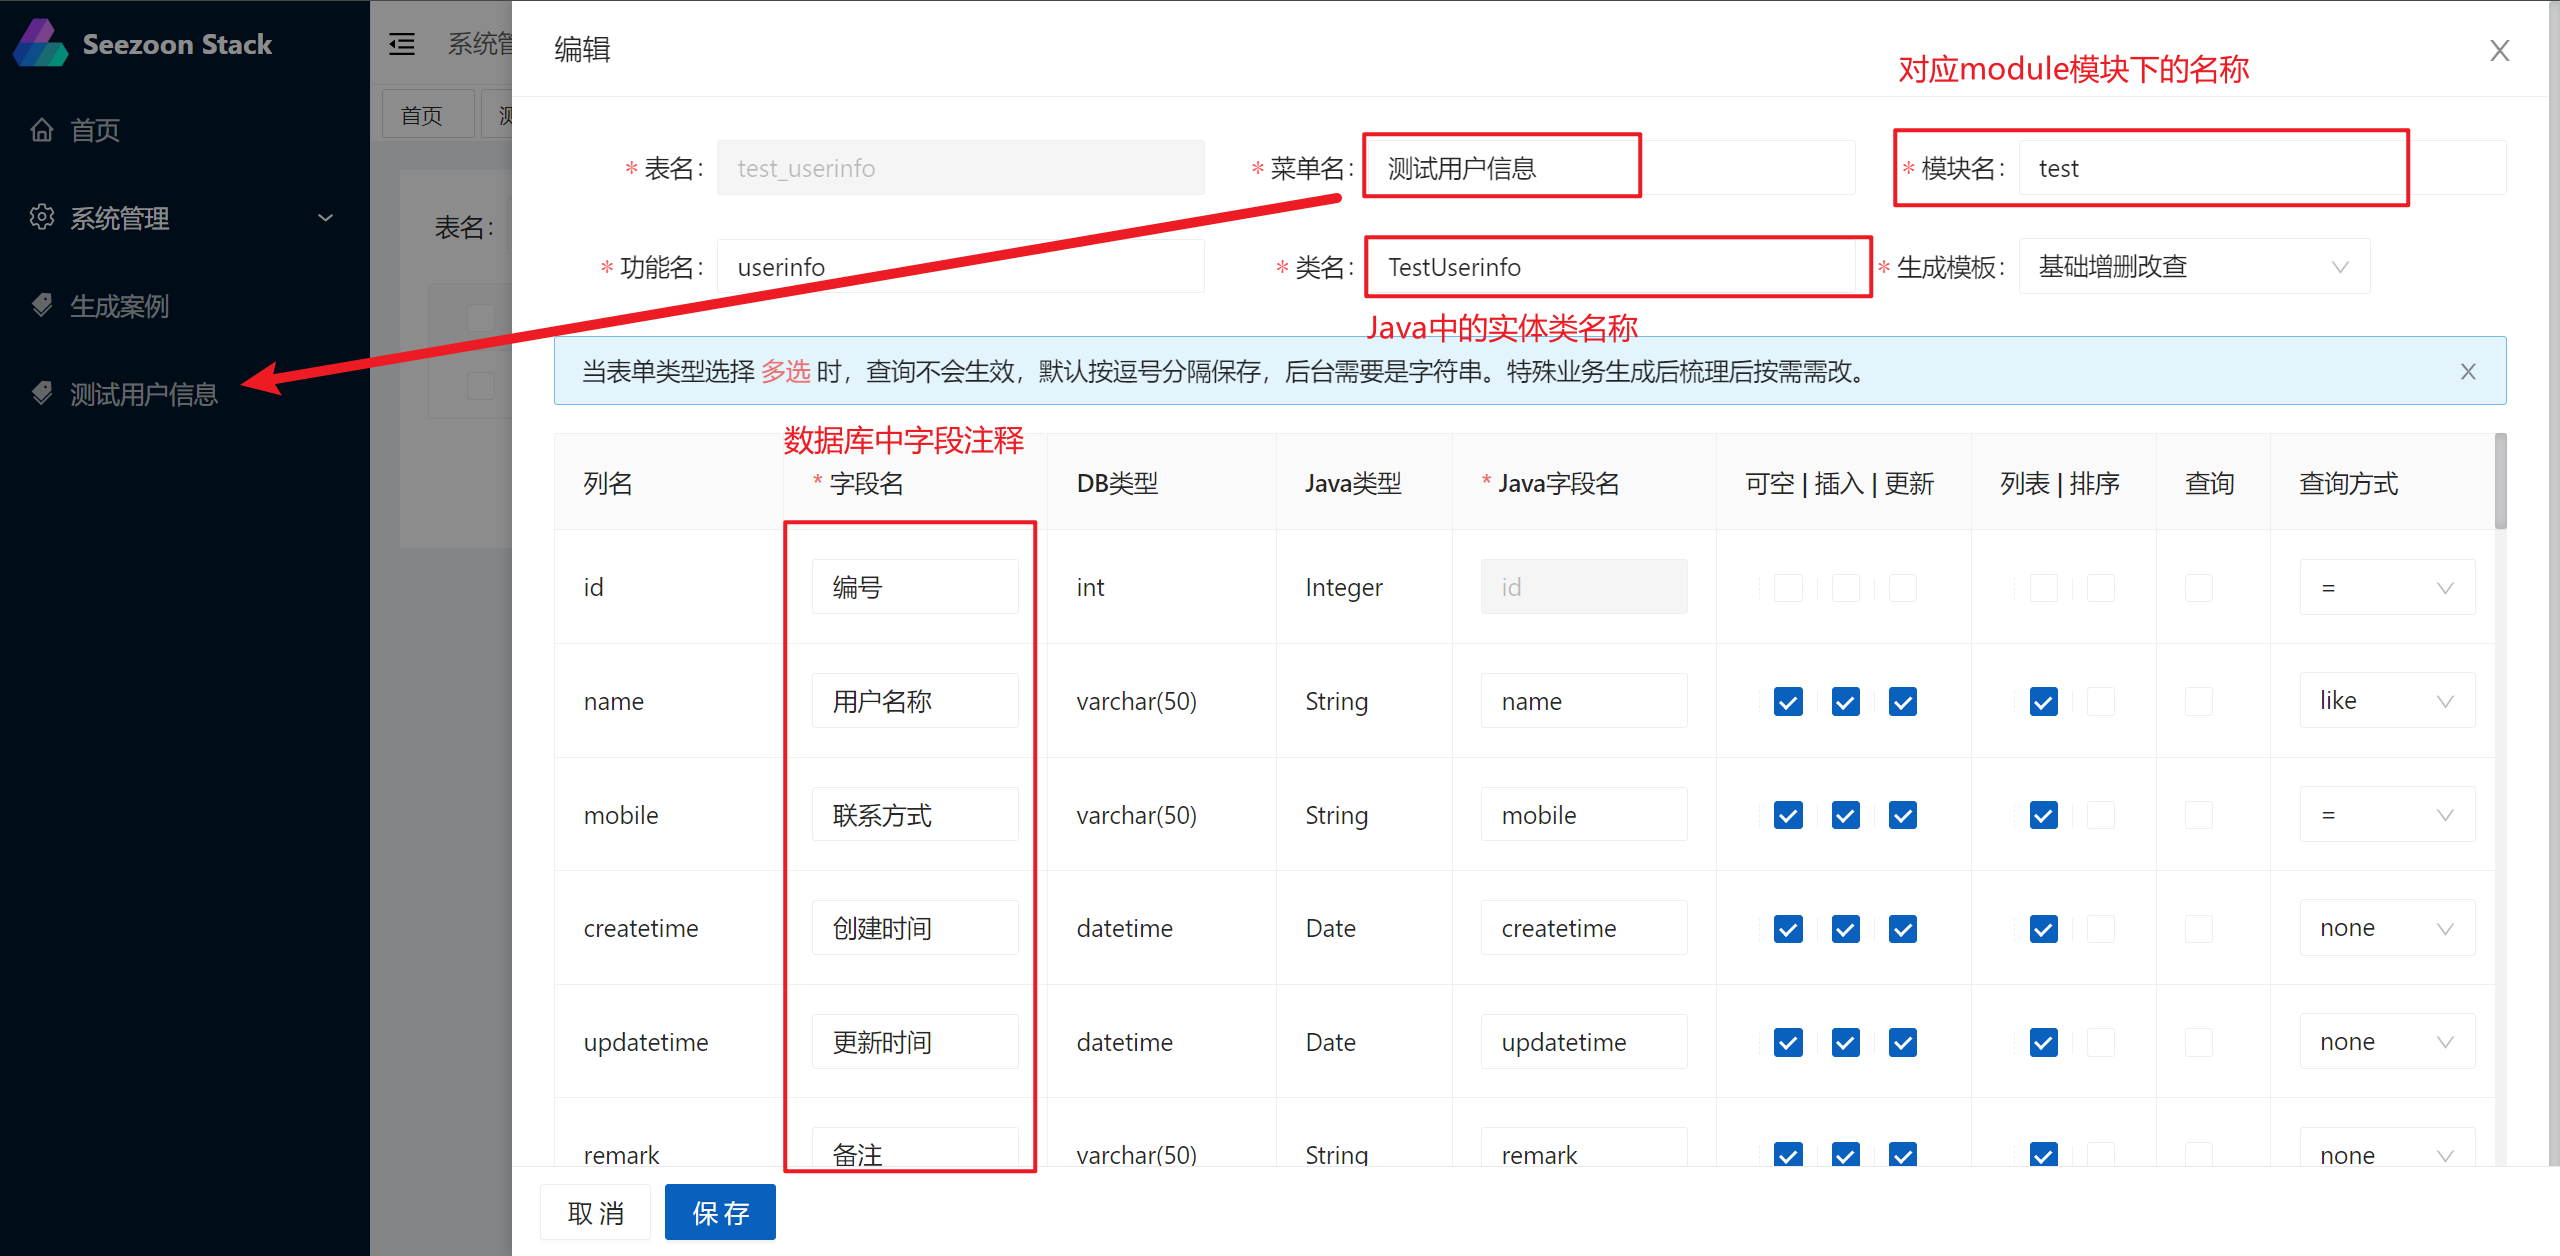 Seezoon Stack
首页
系统管理
生成案例
测试用户信息
系统管
首页
测
表名:
编辑
X
对应module模块下的名称
* 表名: test_userinfo
* 菜单名: 测试用户信息
* 模块名: test
* 功能名: userinfo
* 类名: TestUserinfo
* 生成模板: 基础增删改查
Java中的实体类名称
当表单类型选择 多选 时，查询不会生效，默认按逗号分隔保存，后台需要是字符串。特殊业务生成后梳理后按需需改。
数据库中字段注释
列名 * 字段名 DB类型 Java类型 * Java字段名 可空 | 插入 | 更新 列表 | 排序 查询 查询方式
id 编号 int Integer id =
name 用户名称 varchar(50) String name like
mobile 联系方式 varchar(50) String mobile =
createtime 创建时间 datetime Date createtime none
updatetime 更新时间 datetime Date updatetime none
remark 备注 varchar(50) String remark none
取 消
保 存